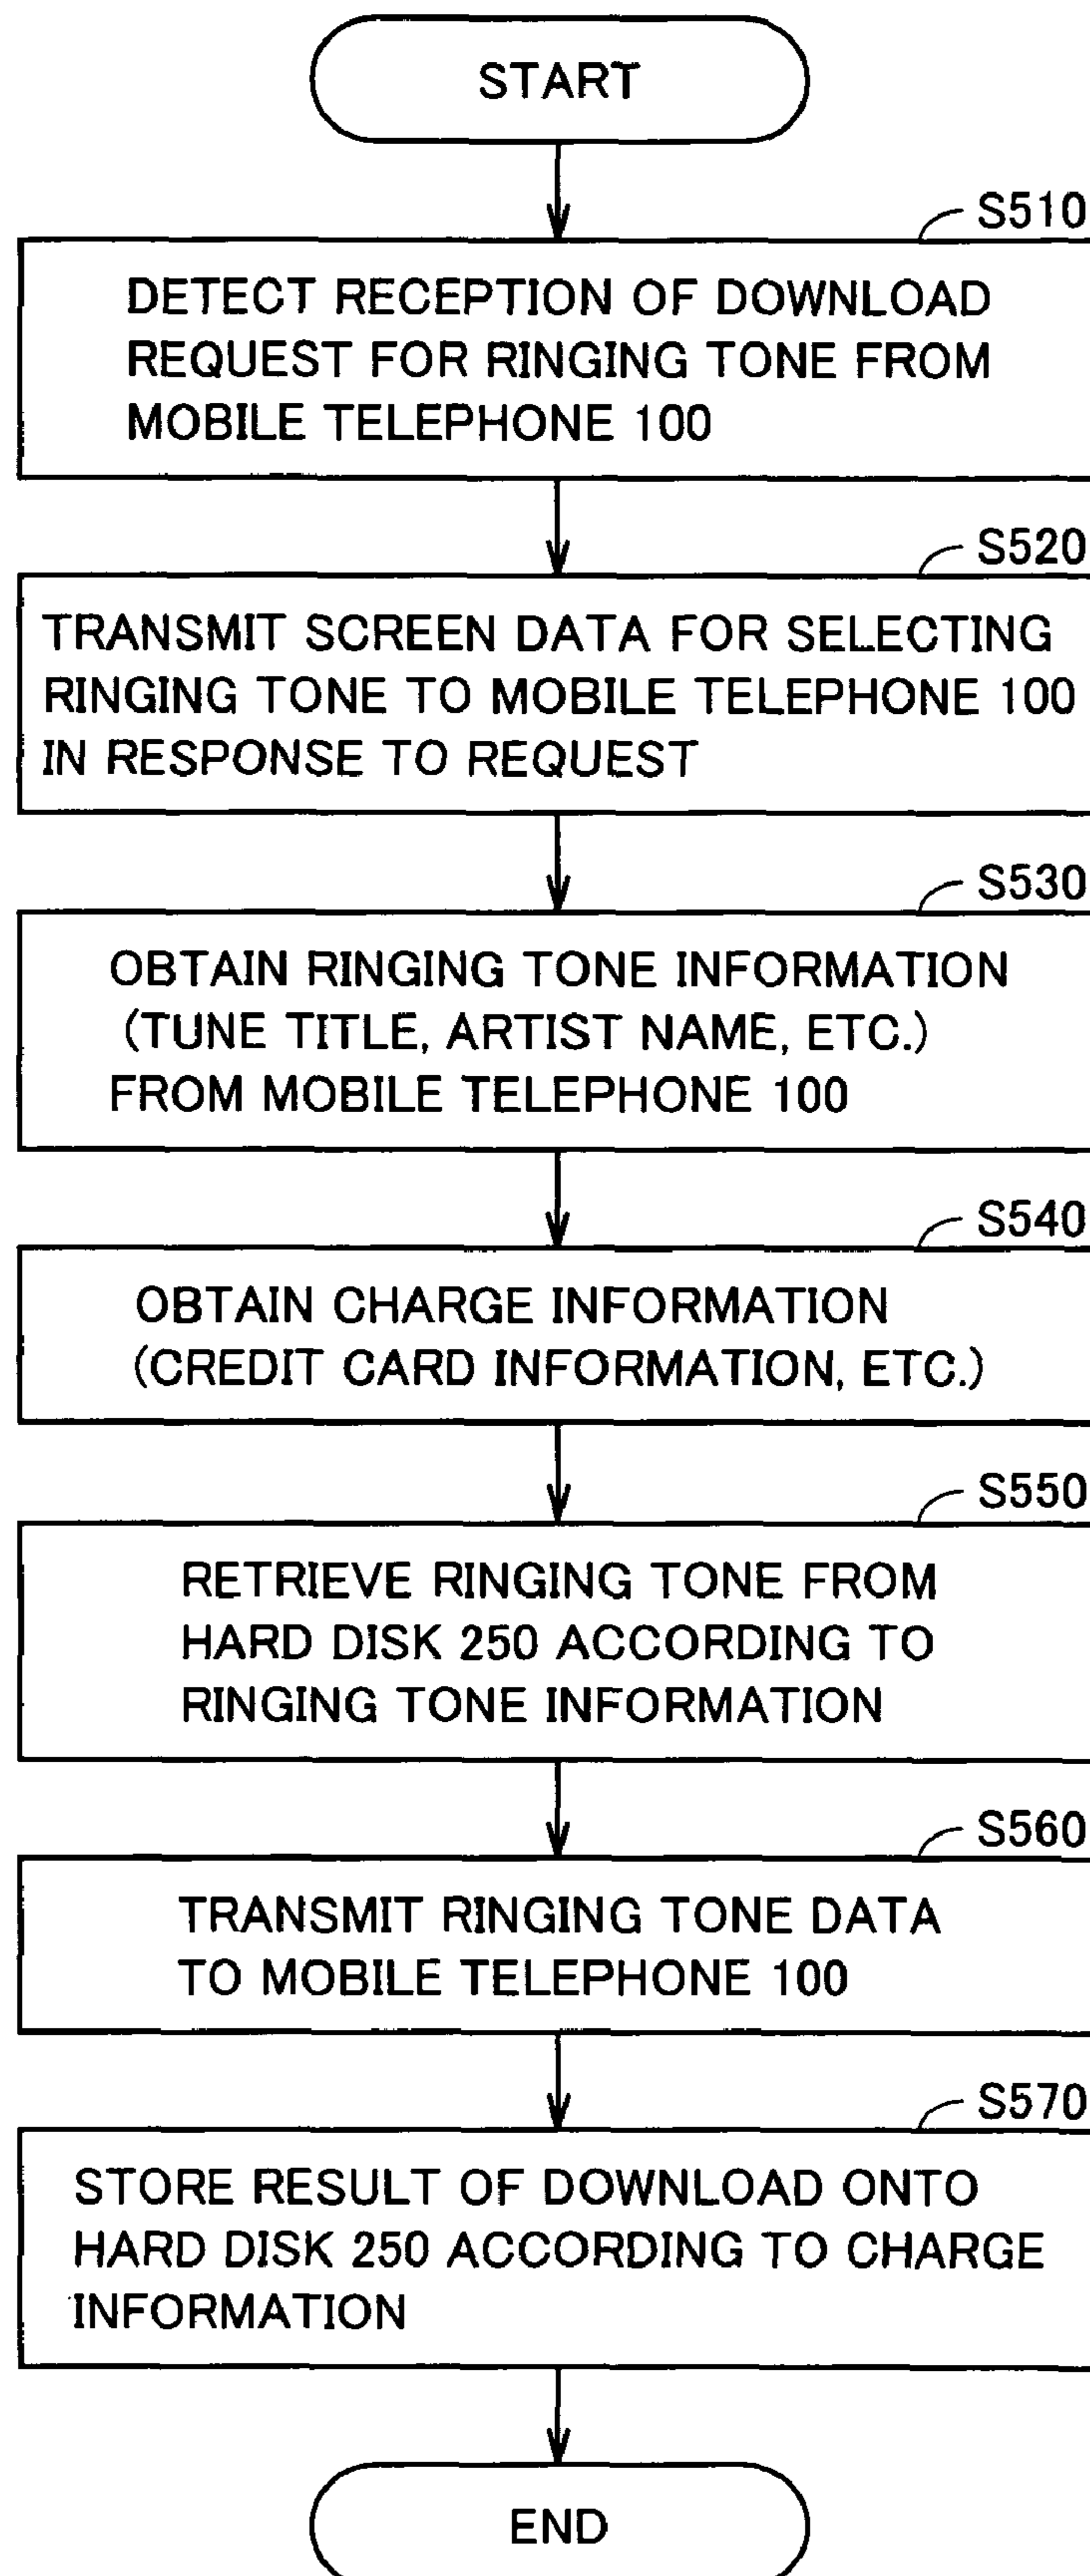 START
S510
DETECT RECEPTION OF DOWNLOAD
REQUEST FOR RINGING TONE FROM
MOBILE TELEPHONE 100
S520
TRANSMIT SCREEN DATA FOR SELECTING
RINGING TONE TO MOBILE TELEPHONE 100
IN RESPONSE TO REQUEST
S530
OBTAIN RINGING TONE INFORMATION
(TUNE TITLE, ARTIST NAME, ETC.)
FROM MOBILE TELEPHONE 100
S540
OBTAIN CHARGE INFORMATION
(CREDIT CARD INFORMATION, ETC.)
S550
RETRIEVE RINGING TONE FROM
HARD DISK 250 ACCORDING TO
RINGING TONE INFORMATION
S560
TRANSMIT RINGING TONE DATA
TO MOBILE TELEPHONE 100
S570
STORE RESULT OF DOWNLOAD ONTO
HARD DISK 250 ACCORDING TO CHARGE
INFORMATION
END